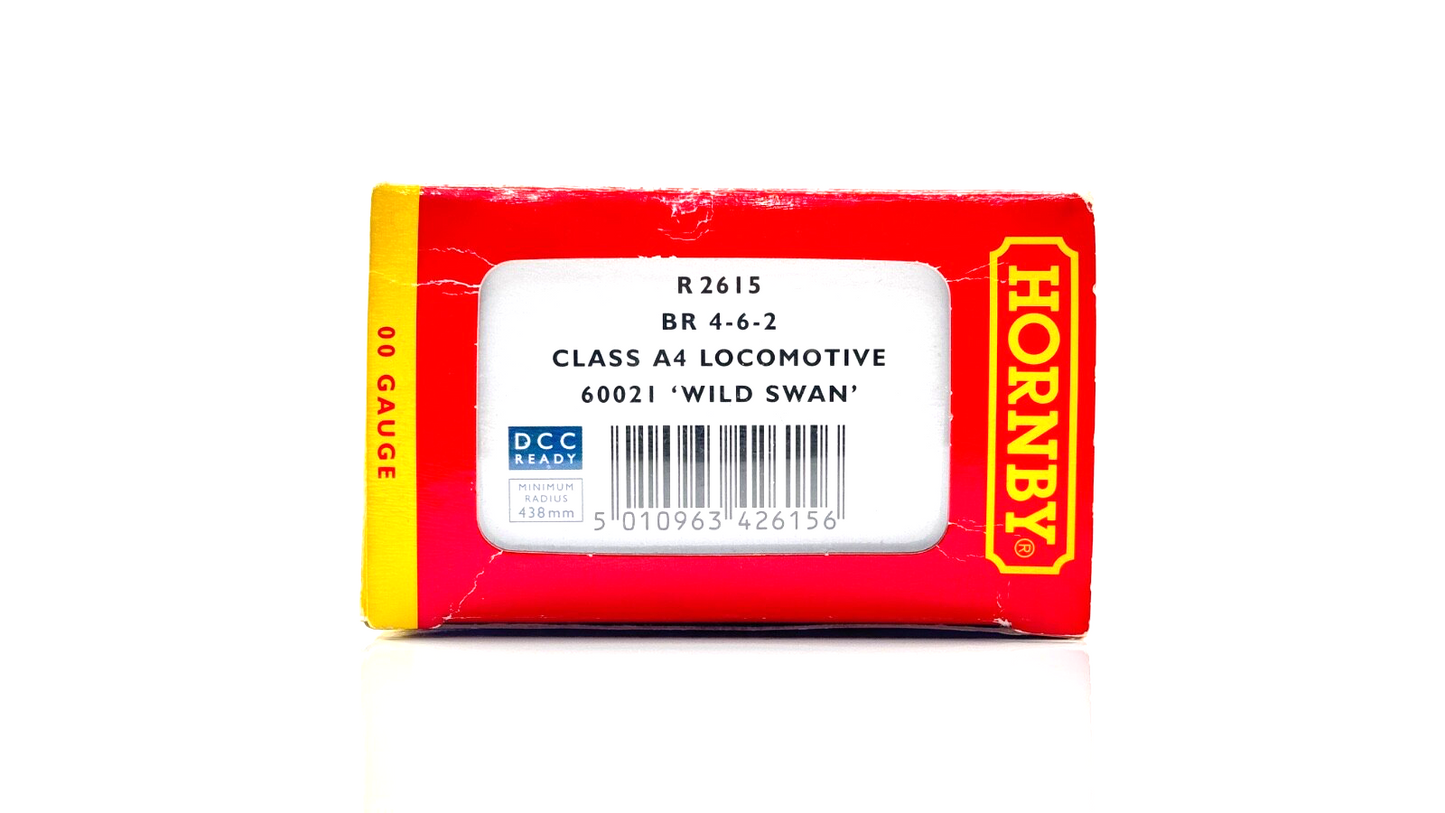 00 GAUGE
R2615
BR 4-6-2
CLASS A4 LOCOMOTIVE
60021 ‘WILD SWAN’
DCC
READY
MINIMUM
RADIUS
438mm
5 010963 426156
HORNBY®